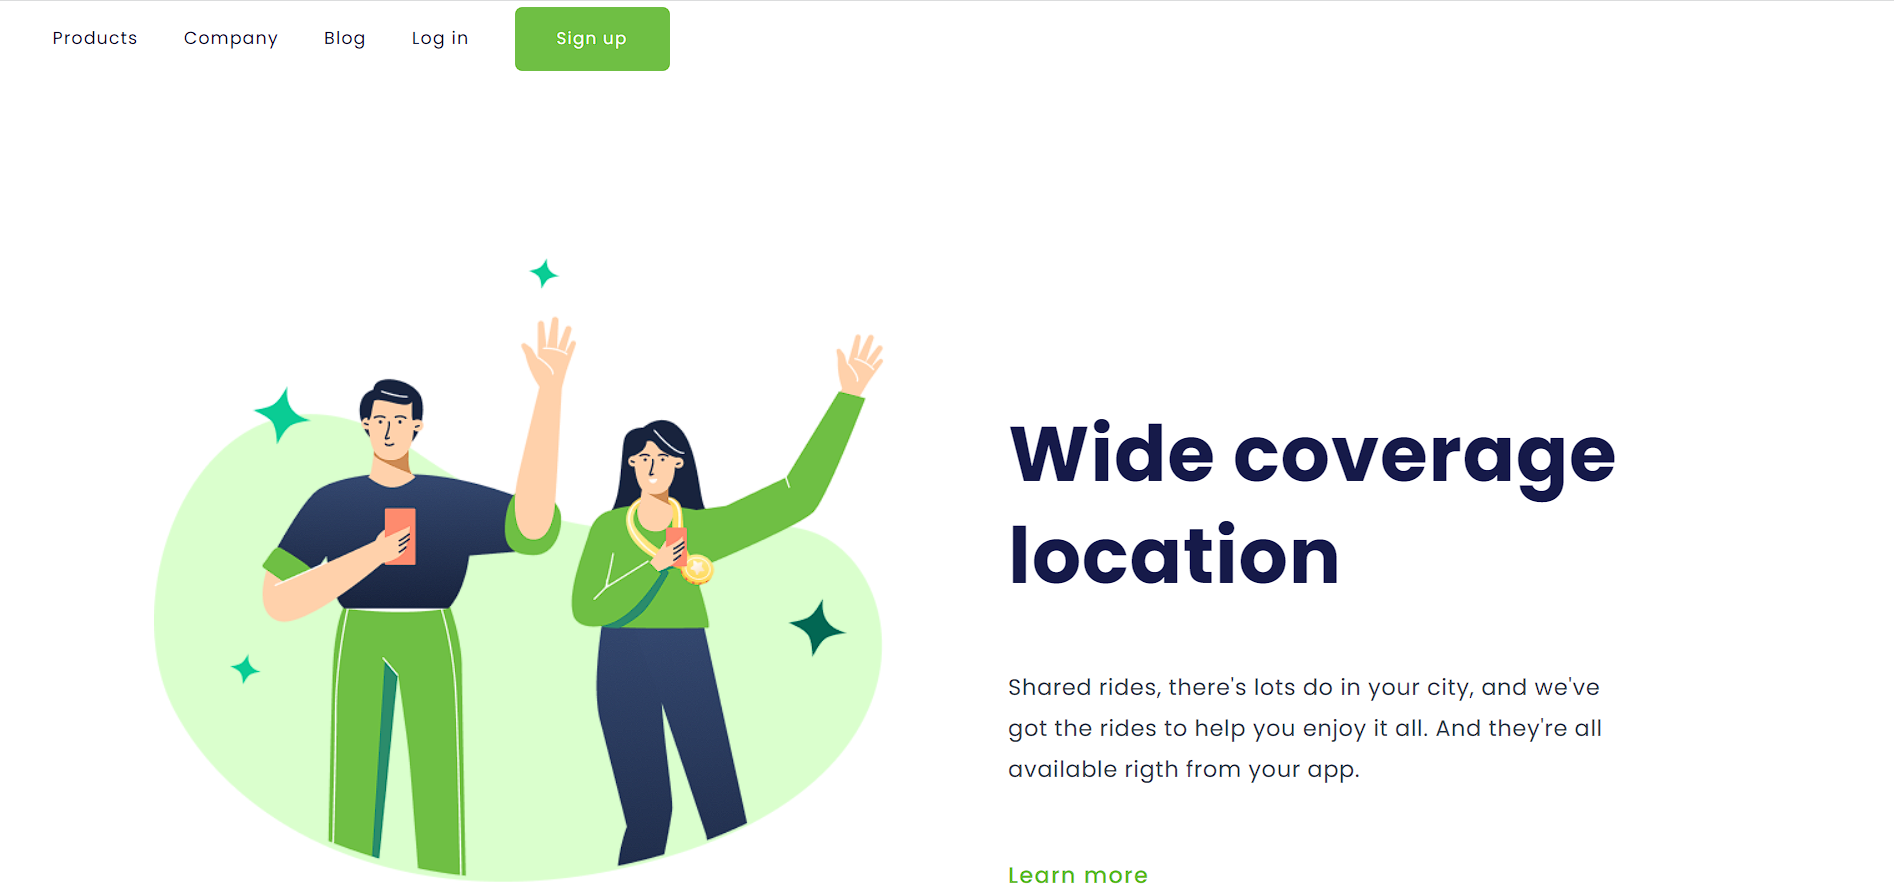 Products Company Blog Log in Sign up
Wide coverage
location
Shared rides, there's lots do in your city, and we've
got the rides to help you enjoy it all. And they're all
available rigth from your app.
Learn more